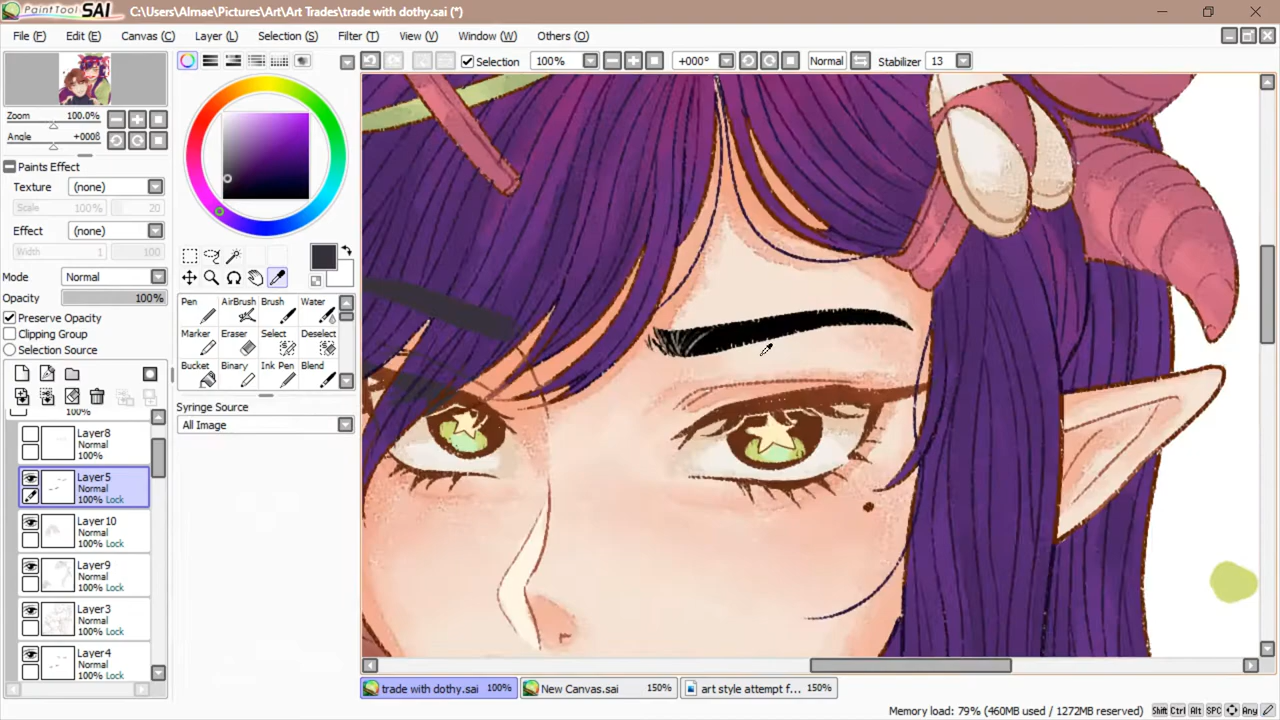 PaintTool SAI C:\Users\Almae\Pictures\Art\Art Trades\trade with dothy.sai (*)
File (F) Edit (E) Canvas (C) Layer (L) Selection (S) Filter (T) View (V) Window (W) Others (O)
Selection 100% +000° Normal Stabilizer 13
Zoom 100.0%
Angle +000ß
Paints Effect
Texture (none)
Scale 100% 20
Effect (none)
Width 1 100
Mode Normal
Opacity 100%
Preserve Opacity
Clipping Group
Selection Source
100%
Layer8
Normal
100%
Layer5
Normal
100% Lock
Layer10
Normal
100% Lock
Layer9
Normal
100% Lock
Layer3
Normal
100% Lock
Layer4
Normal
100% Lock
Pen AirBrush Brush Water
Marker Eraser Select Deselect
Bucket Binary Ink Pen Blend
Syringe Source
All Image
trade with dothy.sai 100% New Canvas.sai 150% art style attempt f... 150%
Memory load: 79% (460MB used / 1272MB reserved) Shift Ctrl Alt SPC Any